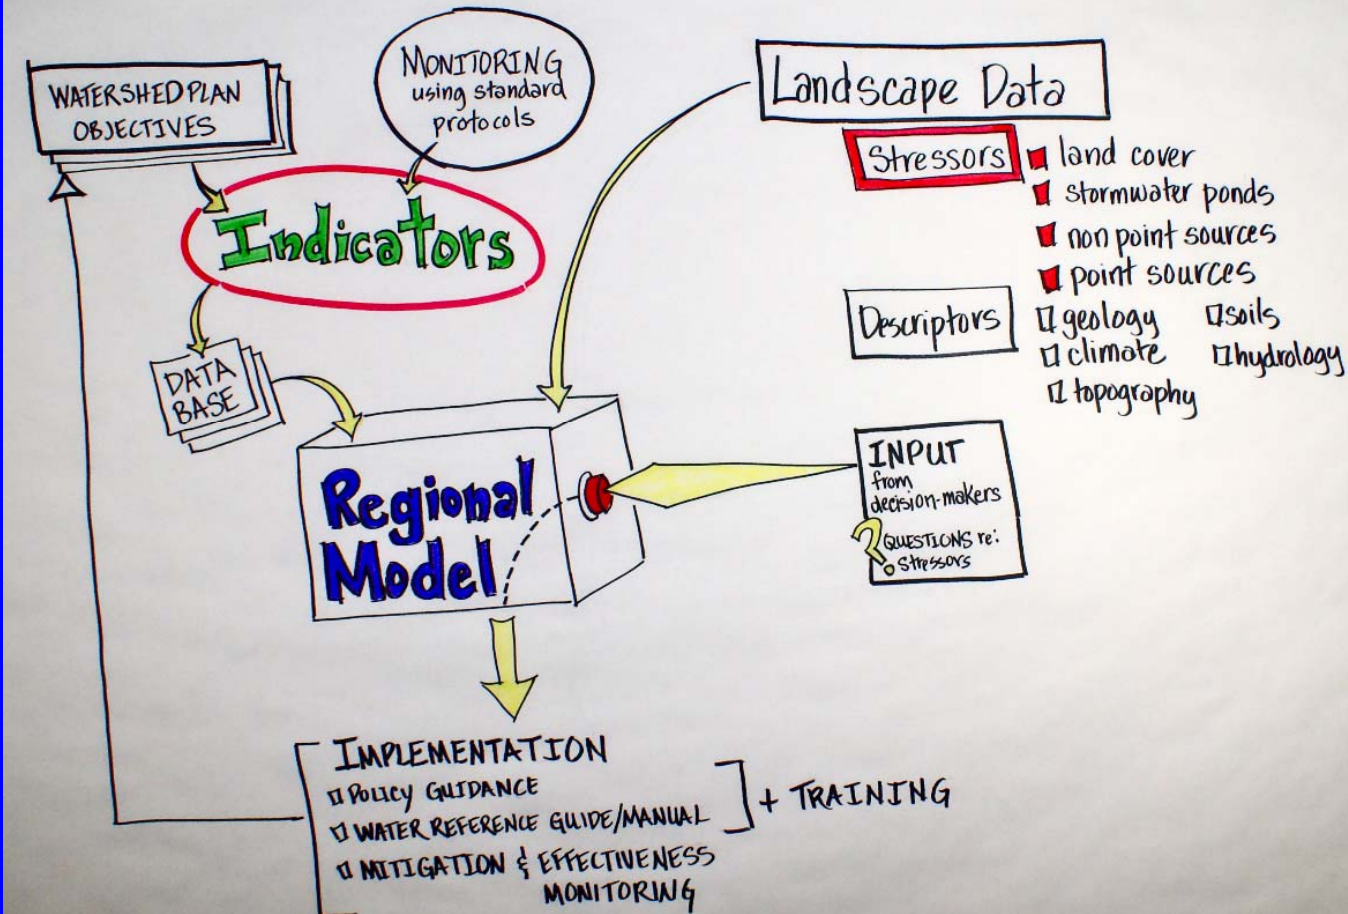 WATERSHED PLAN
OBJECTIVES
MONITORING
using standard
protocols
Indicators
DATA
BASE
Landscape Data
Stressors
land cover
stormwater ponds
non point sources
point sources
Descriptors
geology
soils
climate
hydrology
topography
Regional
Model
INPUT
from
decision-makers
? QUESTIONS re:
stressors
IMPLEMENTATION
POLICY GUIDANCE
WATER REFERENCE GUIDE/MANUAL
+ TRAINING
MITIGATION & EFFECTIVENESS
MONITORING